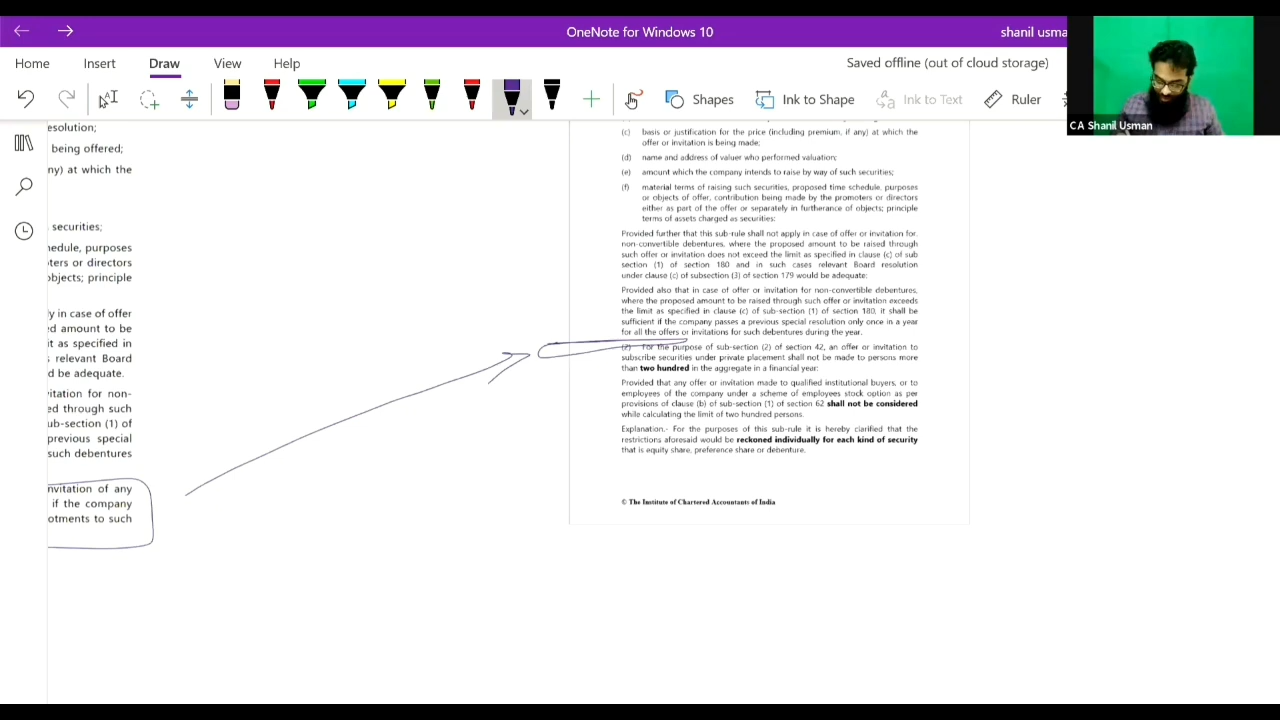 OneNote for Windows 10
shanil usma
Home Insert Draw View Help
Saved offline (out of cloud storage)
Shapes Ink to Shape Ink to Text Ruler
CA Shanil Usman
esolution;
being offered;
ny) at which the
securities;
nedule, purposes
oters or directors
objects; principle
ly in case of offer
ed amount to be
it as specified in
s relevant Board
d be adequate.
vitation for non-
ed through such
ub-section (1) of
previous special
such debentures
nvitation of any
if the company
otments to such
(c) basis or justification for the price (including premium, if any) at which the
offer or invitation is being made;
(d) name and address of valuer who performed valuation;
(e) amount which the company intends to raise by way of such securities;
(f) material terms of raising such securities, proposed time schedule, purposes
or objects of offer, contribution being made by the promoters or directors
either as part of the offer or separately in furtherance of objects; principle
terms of assets charged as securities:
Provided further that this sub-rule shall not apply in case of offer or invitation for
non-convertible debentures, where the proposed amount to be raised through
such offer or invitation does not exceed the limit as specified in clause (c) of sub
section (1) of section 180 and in such cases relevant Board resolution
under clause (c) of subsection (3) of section 179 would be adequate:
Provided also that in case of offer or invitation for non-convertible debentures,
where the proposed amount to be raised through such offer or invitation exceeds
the limit as specified in clause (c) of sub-section (1) of section 180, it shall be
sufficient if the company passes a previous special resolution only once in a year
for all the offers or invitations for such debentures during the year.
(2) For the purpose of sub-section (2) of section 42, an offer or invitation to
subscribe securities under private placement shall not be made to persons more
than two hundred in the aggregate in a financial year:
Provided that any offer or invitation made to qualified institutional buyers, or to
employees of the company under a scheme of employees stock option as per
provisions of clause (b) of sub-section (1) of section 62 shall not be considered
while calculating the limit of two hundred persons.
Explanation.- For the purposes of this sub-rule it is hereby clarified that the
restrictions aforesaid would be reckoned individually for each kind of security
that is equity share, preference share or debenture.
© The Institute of Chartered Accountants of India